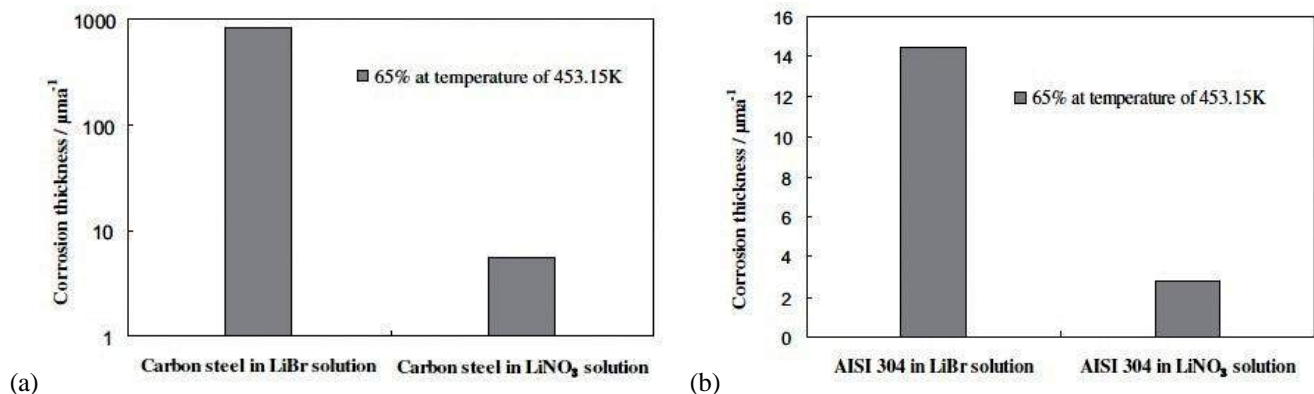 1000
100
10
1
Corrosion thickness / μma⁻¹
65% at temperature of 453.15K
Carbon steel in LiBr solution
Carbon steel in LiNO₃ solution
(a)
16
14
12
10
8
6
4
2
0
Corrosion thickness / μma⁻¹
65% at temperature of 453.15K
AISI 304 in LiBr solution
AISI 304 in LiNO₃ solution
(b)